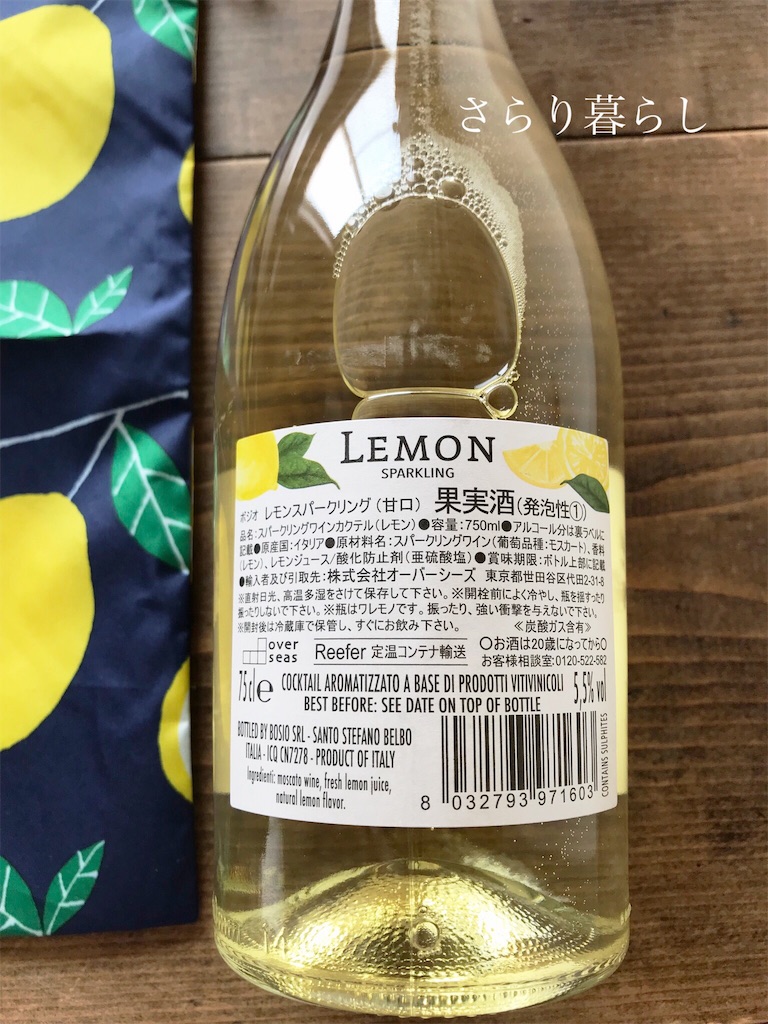 さらり暮らし
LEMON
SPARKLING
ボジオ レモンスパークリング(甘口) 果実酒(発泡性①)
品名:スパークリングワインカクテル(レモン)●容量:750ml●アルコール分は裏ラベルに
記載●原産国:イタリア●原材料名:スパークリングワイン(葡萄品種:モスカート)、香料
(レモン)、レモンジュース/酸化防止剤(亜硫酸塩)●賞味期限:ボトル上部に記載
●輸入者及び引取先:株式会社オーバーシーズ 東京都世田谷区代田2-31-8
※直射日光、高温多湿をさけて保存して下さい。※開栓前によく冷やし、瓶を揺すったり
振ったりしないで下さい。※瓶はワレモノです。振ったり、強い衝撃を与えないで下さい。
※開封後は冷蔵庫で保管し、すぐにお飲み下さい。 ≪炭酸ガス含有≫
over seas Reefer 定温コンテナ輸送 〇お酒は20歳になってから〇
お客様相談室:0120-522-582
75cl e COCKTAIL AROMATIZZATO A BASE DI PRODOTTI VITIVINICOLI 5,5% vol
BEST BEFORE: SEE DATE ON TOP OF BOTTLE
BOTTLED BY BOSIO SRL - SANTO STEFANO BELBO
ITALIA - ICQ CN7278 - PRODUCT OF ITALY
Ingredienti: moscato wine, fresh lemon juice,
natural lemon flavor.
8 032793 971603
CONTAINS SULPHITES